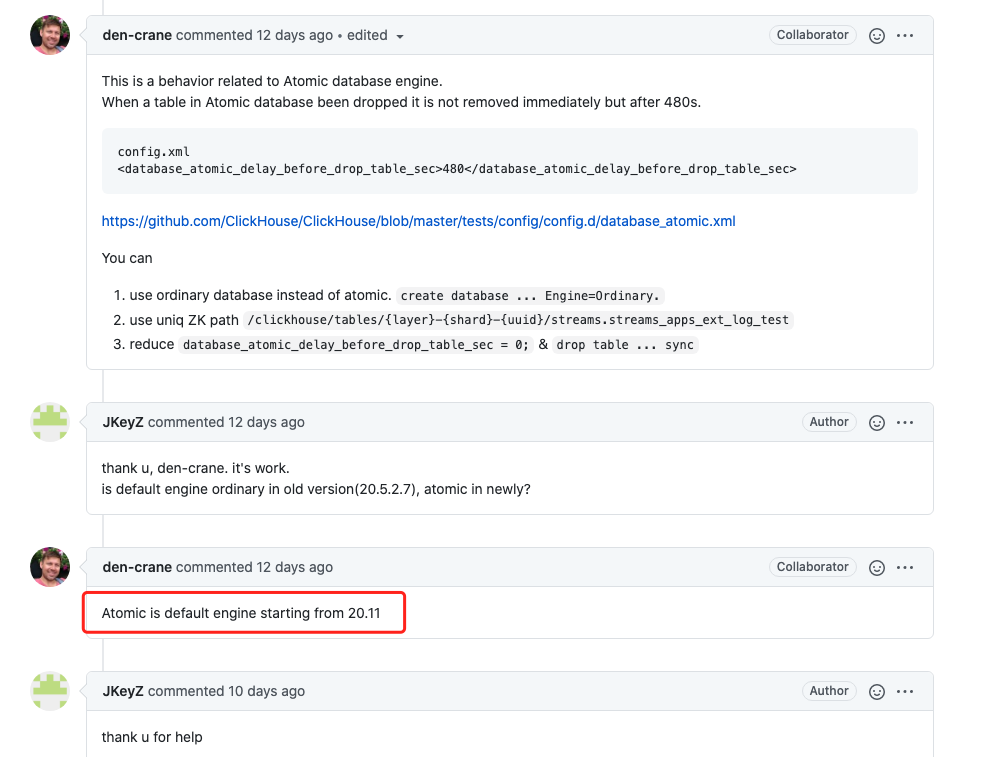 den-crane commented 12 days ago • edited
Collaborator
This is a behavior related to Atomic database engine.
When a table in Atomic database been dropped it is not removed immediately but after 480s.
config.xml
<database_atomic_delay_before_drop_table_sec>480</database_atomic_delay_before_drop_table_sec>
https://github.com/ClickHouse/ClickHouse/blob/master/tests/config/config.d/database_atomic.xml
You can
1. use ordinary database instead of atomic. create database ... Engine=Ordinary.
2. use uniq ZK path /clickhouse/tables/{layer}-{shard}-{uuid}/streams.streams_apps_ext_log_test
3. reduce database_atomic_delay_before_drop_table_sec = 0; & drop table ... sync
JKeyZ commented 12 days ago
Author
thank u, den-crane. it's work.
is default engine ordinary in old version(20.5.2.7), atomic in newly?
den-crane commented 12 days ago
Collaborator
Atomic is default engine starting from 20.11
JKeyZ commented 10 days ago
Author
thank u for help